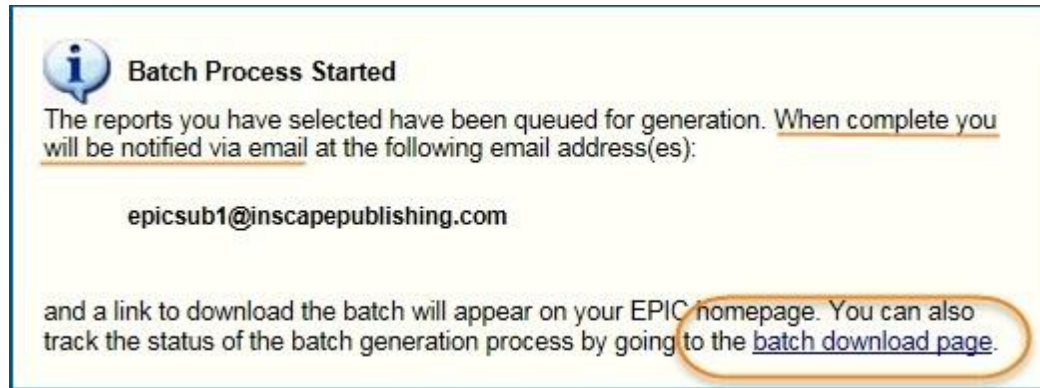 Batch Process Started
The reports you have selected have been queued for generation. When complete you
will be notified via email at the following email address(es):
epicsub1@inscapepublishing.com
and a link to download the batch will appear on your EPIC homepage. You can also
track the status of the batch generation process by going to the batch download page.